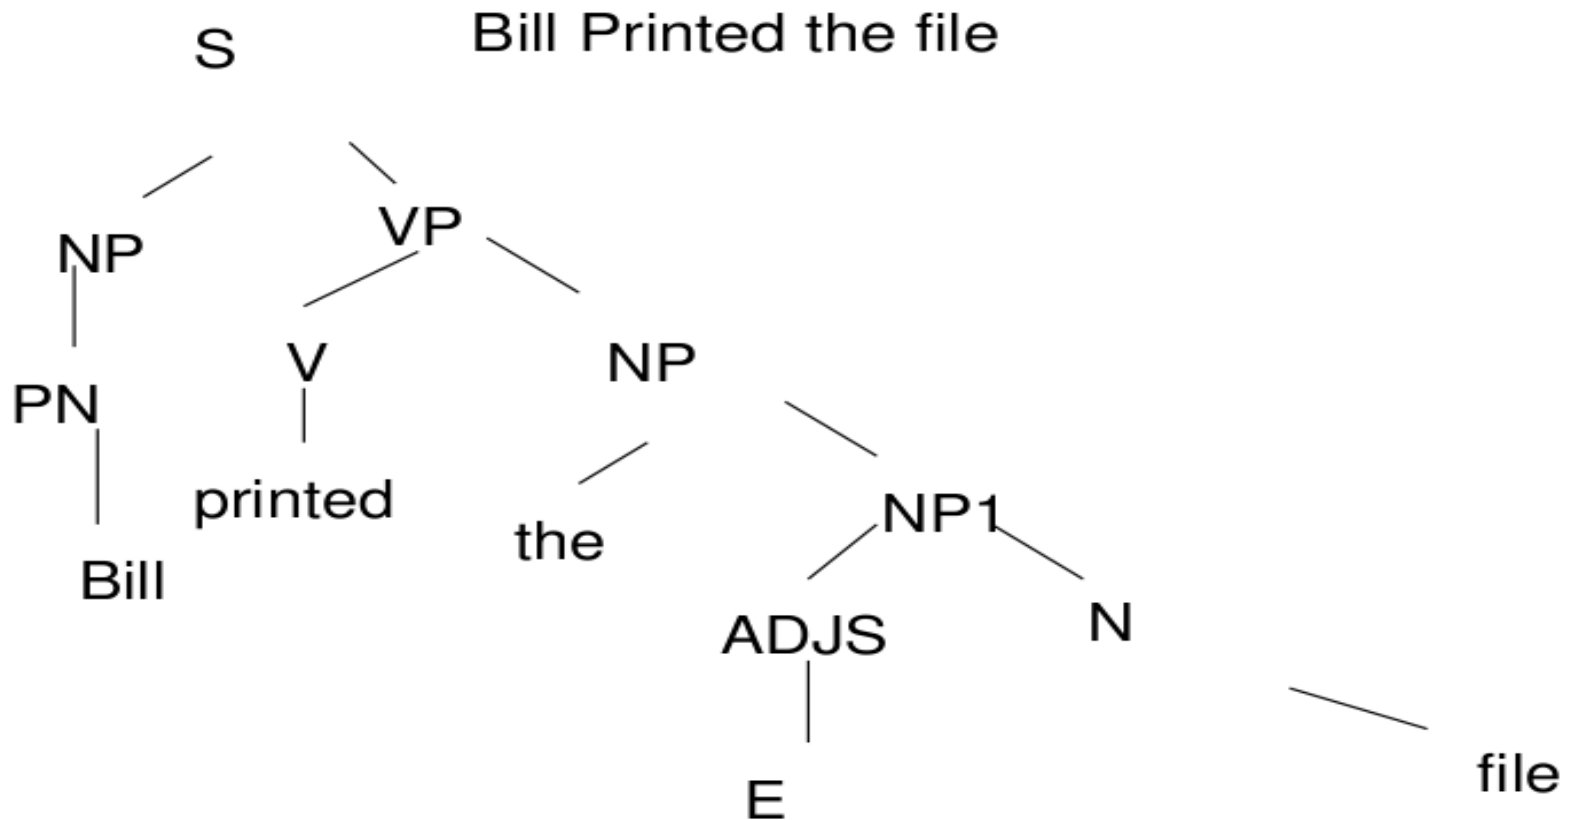 S
Bill Printed the file
NP
VP
PN
V
NP
printed
the
NP1
Bill
ADJS
N
E
file